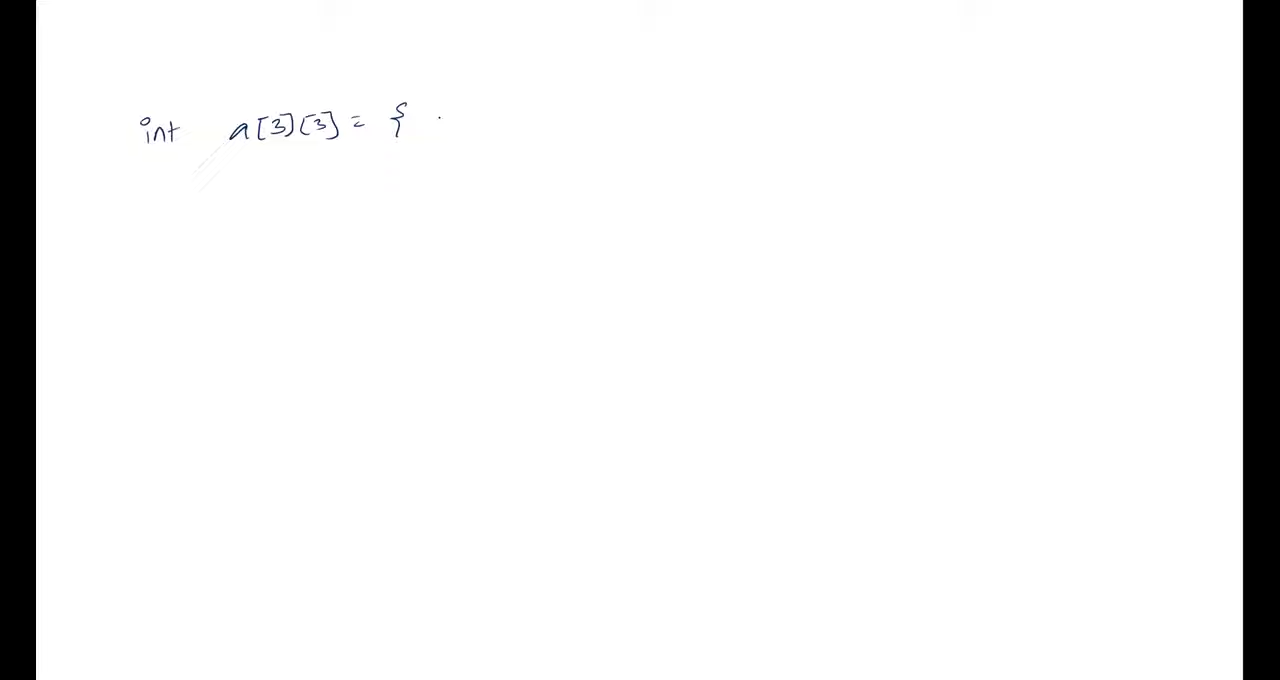 int a[3][3] = {